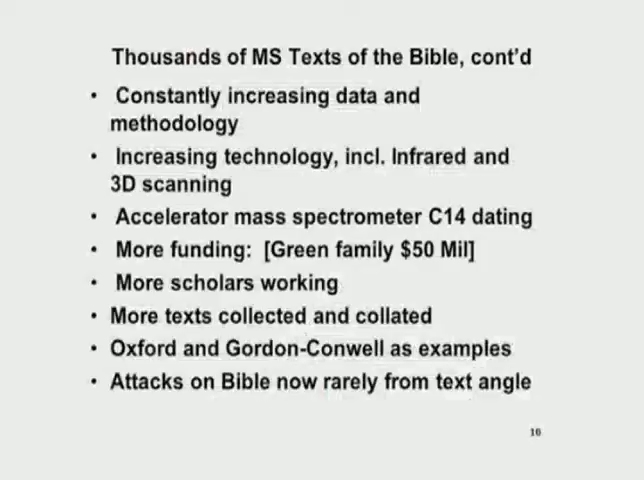 Thousands of MS Texts of the Bible, cont'd
• Constantly increasing data and
methodology
• Increasing technology, incl. Infrared and
3D scanning
• Accelerator mass spectrometer C14 dating
• More funding: [Green family $50 Mil]
• More scholars working
• More texts collected and collated
• Oxford and Gordon-Conwell as examples
• Attacks on Bible now rarely from text angle
10